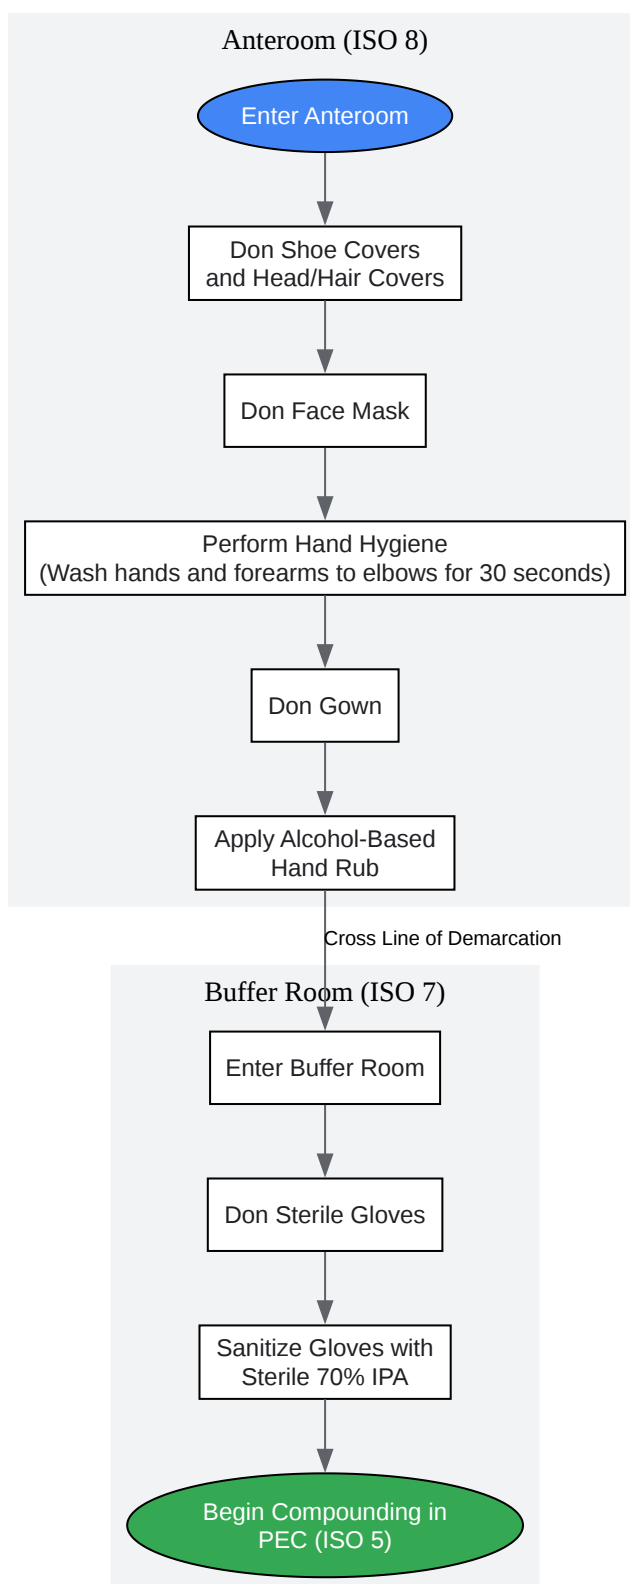 Anteroom (ISO 8)
Enter Anteroom
Don Shoe Covers
and Head/Hair Covers
Don Face Mask
Perform Hand Hygiene
(Wash hands and forearms to elbows for 30 seconds)
Don Gown
Apply Alcohol-Based
Hand Rub
Cross Line of Demarcation
Buffer Room (ISO 7)
Enter Buffer Room
Don Sterile Gloves
Sanitize Gloves with
Sterile 70% IPA
Begin Compounding in
PEC (ISO 5)